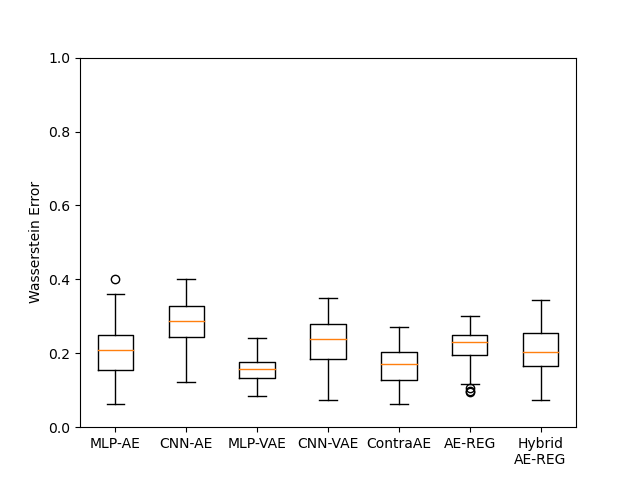 1.0
0.8
0.6
0.4
0.2
0.0
Wasserstein Error
MLP-AE CNN-AE MLP-VAE CNN-VAE ContraAE AE-REG Hybrid
AE-REG